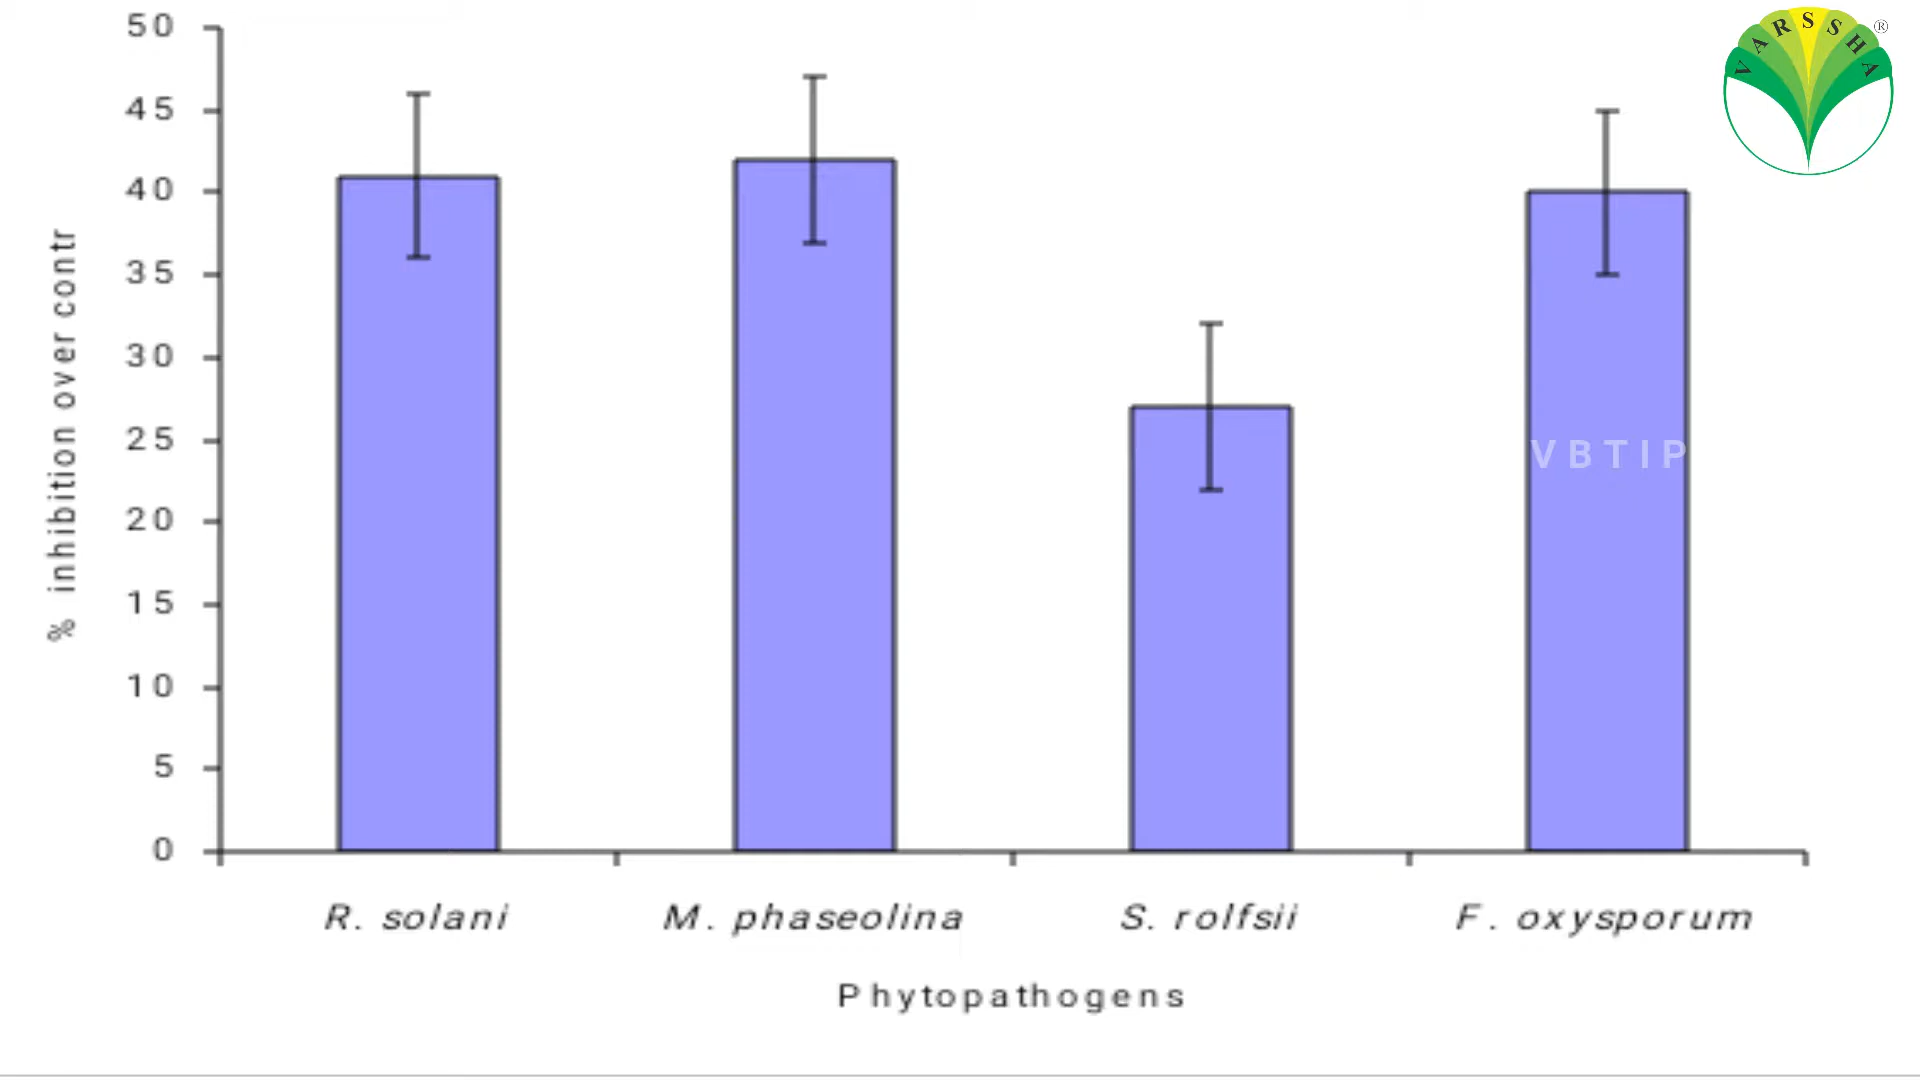 VARSSHA ®
50
45
40
35
30
25
20
15
10
5
0
% inhibition over contr
VBTIP
R. solani
M. phaseolina
S. rolfsii
F. oxysporum
Phytopathogens